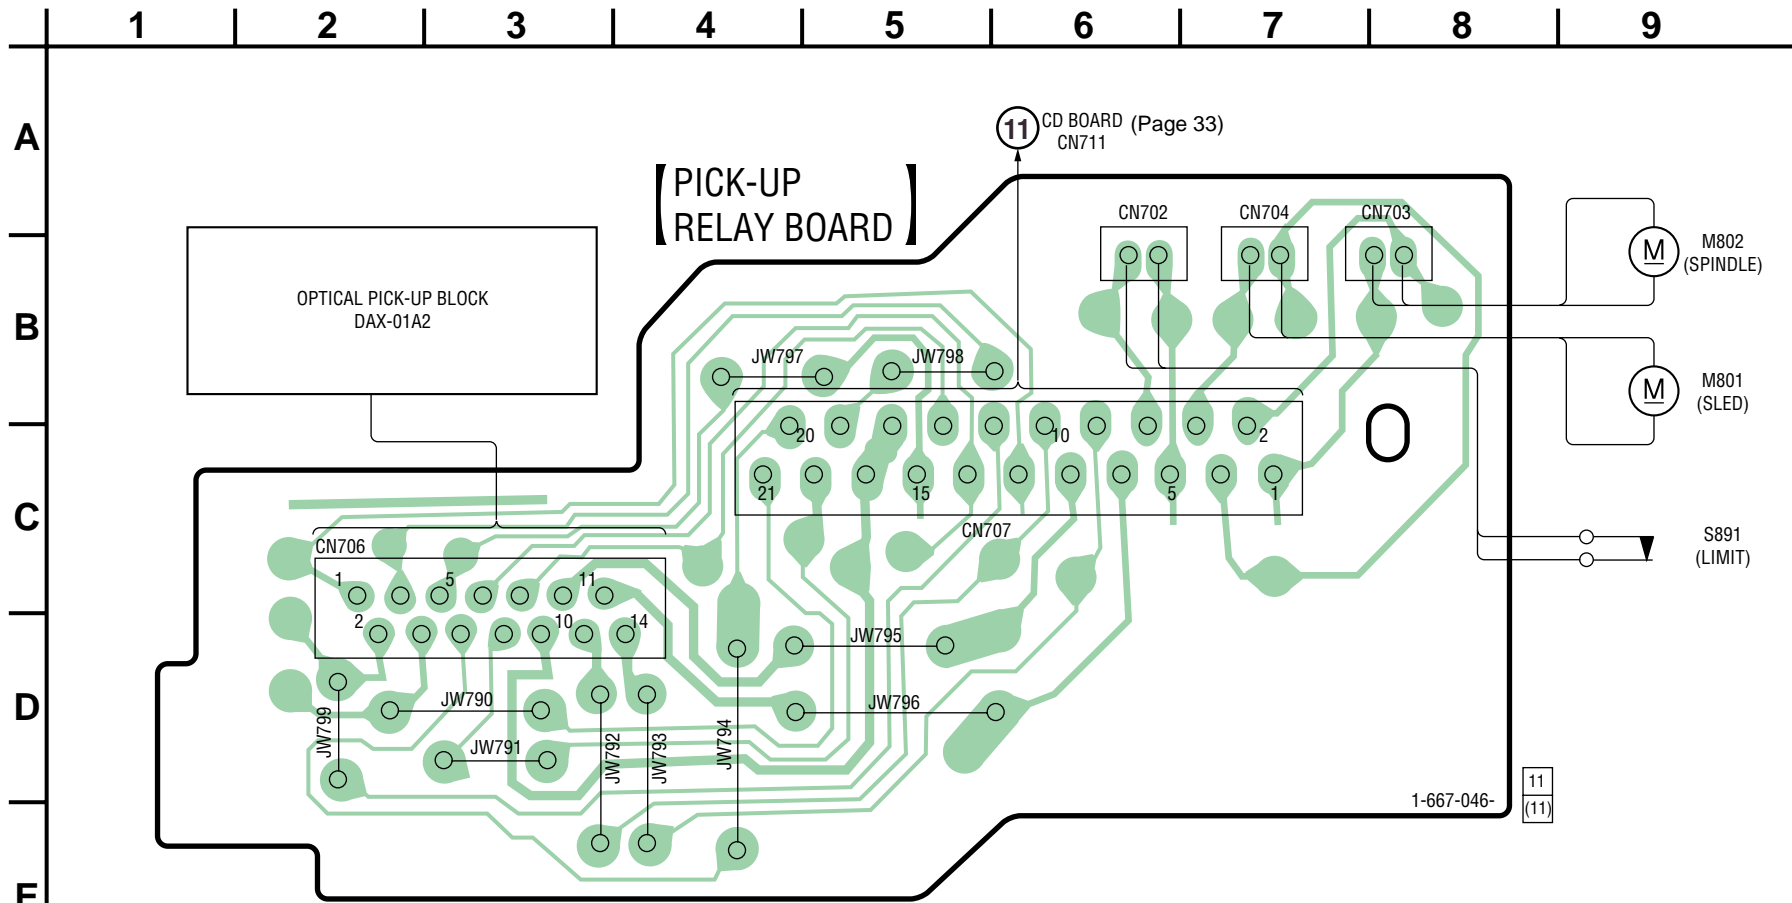 1 2 3 4 5 6 7 8 9
A
11 CD BOARD (Page 33)
CN711
PICK-UP
RELAY BOARD
CN702 CN704 CN703
M M802
(SPINDLE)
B
OPTICAL PICK-UP BLOCK
DAX-01A2
JW797 JW798
M M801
(SLED)
20 10 2
21 15 5 1
C
CN707
S891
(LIMIT)
CN706
1 5 11
2 10 14
JW795
D
JW790 JW796
JW799
JW791
JW792
JW793
JW794
1-667-046-
11
(11)
E